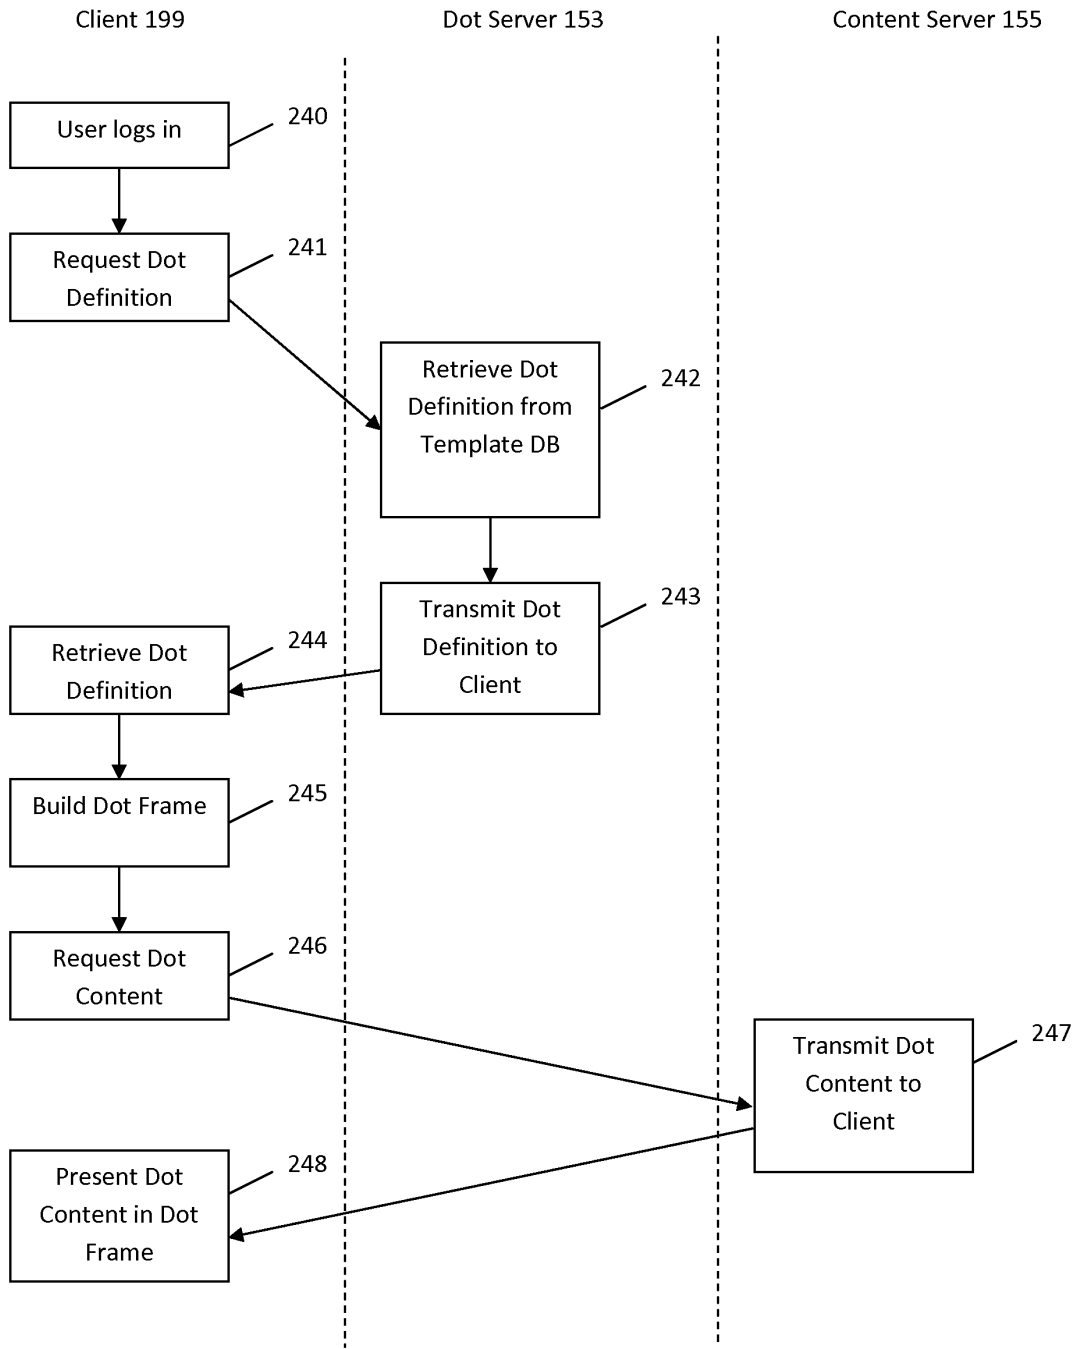 Client 199
Dot Server 153
Content Server 155
User logs in
240
Request Dot
Definition
241
Retrieve Dot
Definition from
Template DB
242
Transmit Dot
Definition to
Client
243
Retrieve Dot
Definition
244
Build Dot Frame
245
Request Dot
Content
246
Transmit Dot
Content to
Client
247
Present Dot
Content in Dot
Frame
248